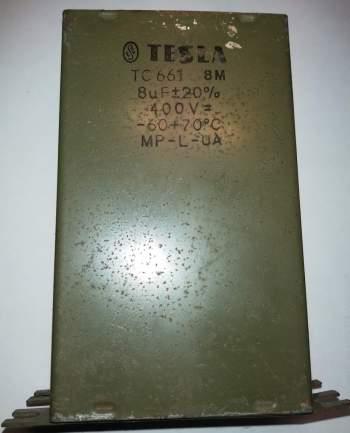 TESLA
TC 661 8M
8uF±20%
400V=
-60+70°C
MP-L-UA